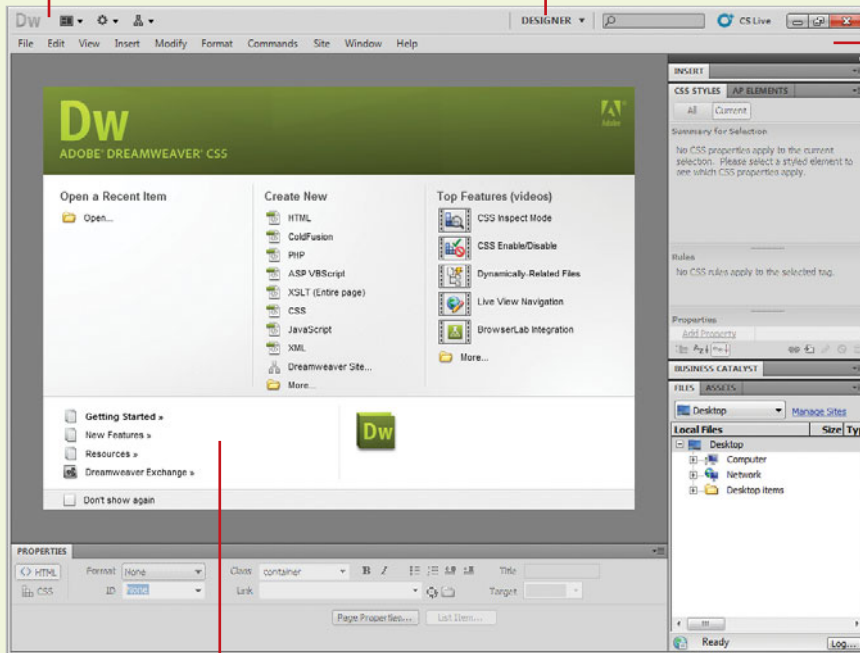 Dw DESIGNER CS Live
File Edit View Insert Modify Format Commands Site Window Help
INSERT
CSS STYLES AP ELEMENTS
All Current
Summary for Selection
No CSS properties apply to the current
selection. Please select a styled element to
see which CSS properties apply.
Rules
No CSS rules apply to the selected tag.
Properties
Add Property
BUSINESS CATALYST
FILES ASSETS
Desktop Manage Sites
Local Files Size Typ
Desktop
Computer
Network
Desktop items
Ready Log...
Dw
ADOBE® DREAMWEAVER® CS5
Adobe
Open a Recent Item
Open...
Create New
HTML
ColdFusion
PHP
ASP VBScript
XSLT (Entire page)
CSS
JavaScript
XML
Dreamweaver Site...
More...
Top Features (videos)
CSS Inspect Mode
CSS Enable/Disable
Dynamically-Related Files
Live View Navigation
BrowserLab Integration
More...
Getting Started »
New Features »
Resources »
Dreamweaver Exchange »
Dw
Don't show again
PROPERTIES
HTML Format None Class container B I Title
CSS ID None Link Target
Page Properties... List Item...